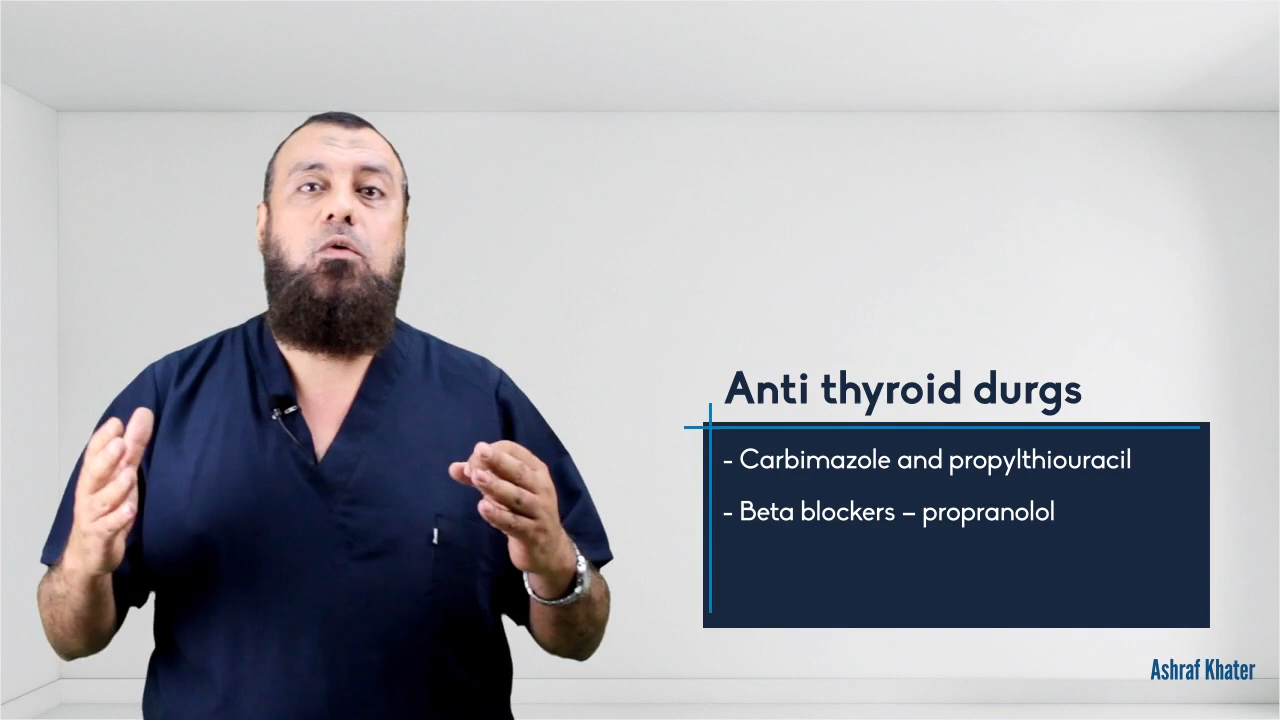 Anti thyroid durgs
- Carbimazole and propylthiouracil
- Beta blockers – propranolol
Ashraf Khater